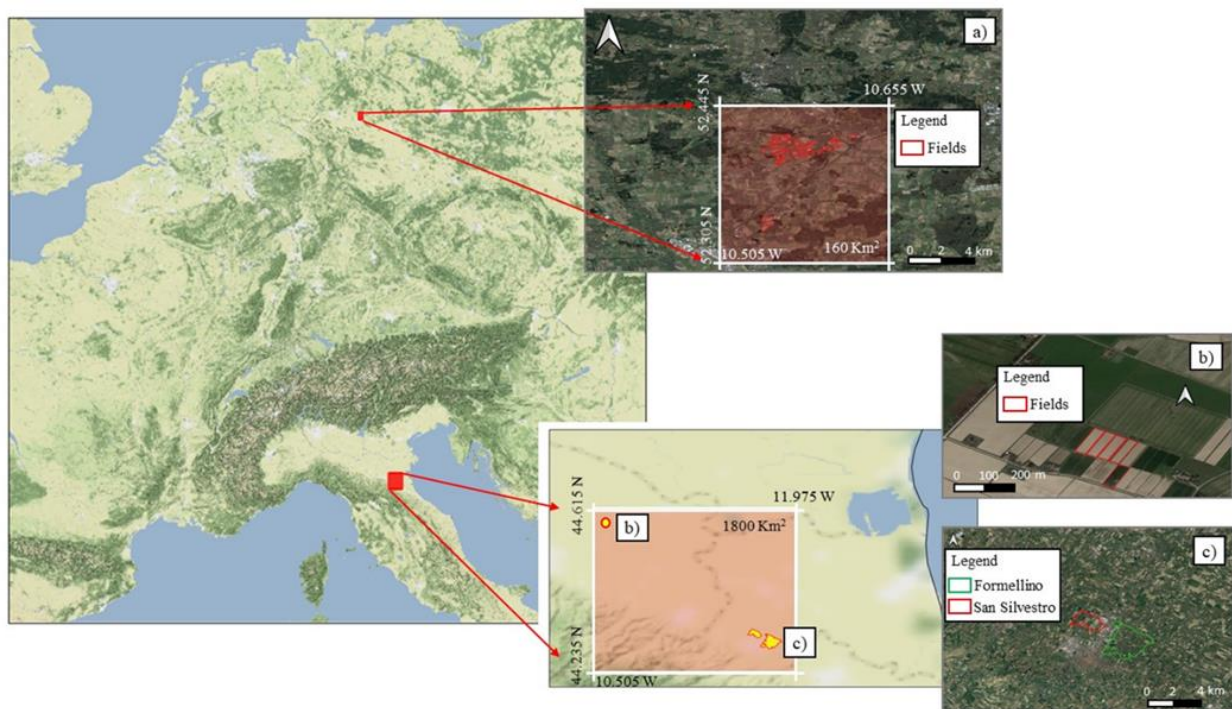 a)
10.655 W
52.445 N
Legend
Fields
52.305 N
10.505 W
160 Km²
0 2 4 km
b)
Legend
Fields
0 100 200 m
11.975 W
44.615 N
1800 Km²
b)
c)
44.235 N
10.505 W
c)
Legend
Formellino
San Silvestro
0 2 4 km